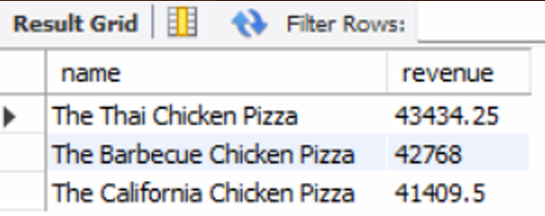 Result Grid Filter Rows:
name revenue
The Thai Chicken Pizza 43434.25
The Barbecue Chicken Pizza 42768
The California Chicken Pizza 41409.5